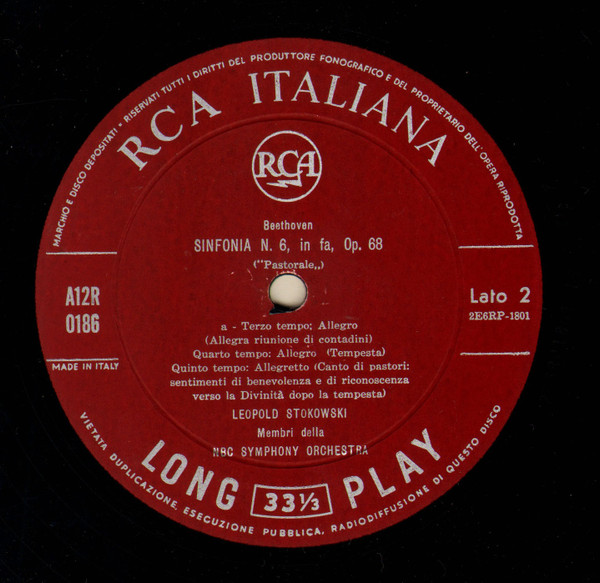 MARCHIO E DISCO DEPOSITATI • RISERVATI TUTTI I DIRITTI DEL PRODUTTORE FONOGRAFICO E DEL PROPRIETARIO DELL'OPERA RIPRODOTTA
RCA ITALIANA
RCA
Beethoven
SINFONIA N. 6, in fa, Op. 68
("Pastorale„)
A12R
0186
Lato 2
2E6RP-1801
MADE IN ITALY
a - Terzo tempo; Allegro
(Allegra riunione di contadini)
Quarto tempo: Allegro (Tempesta)
Quinto tempo: Allegretto (Canto di pastori:
sentimenti di benevolenza e di riconoscenza
verso la Divinità dopo la tempesta)
LEOPOLD STOKOWSKI
Membri della
NBC SYMPHONY ORCHESTRA
LONG 33⅓ PLAY
VIETATA DUPLICAZIONE, ESECUZIONE PUBBLICA, RADIODIFFUSIONE DI QUESTO DISCO